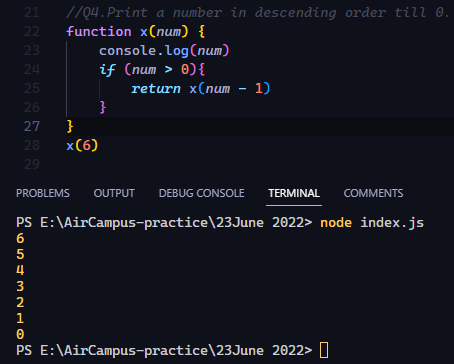 21 //Q4.Print a number in descending order till 0.
22 function x(num) {
23 console.log(num)
24 if (num > 0){
25 return x(num - 1)
26 }
27 }
28 x(6)
PROBLEMS OUTPUT DEBUG CONSOLE TERMINAL COMMENTS
PS E:\AirCampus-practice\23June 2022> node index.js
6
5
4
3
2
1
0
PS E:\AirCampus-practice\23June 2022>